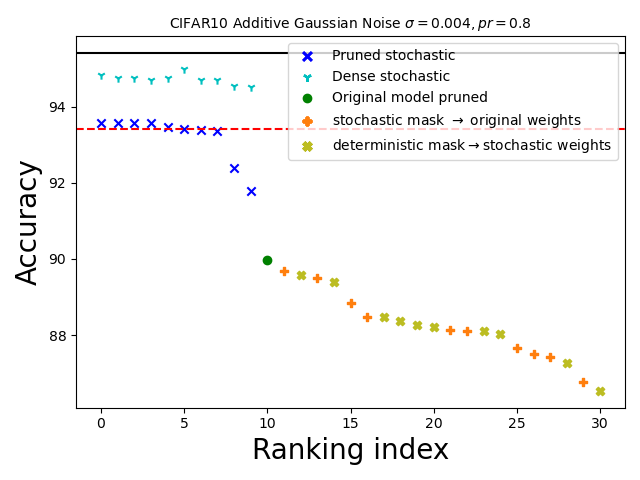 CIFAR10 Additive Gaussian Noise σ = 0.004, pr = 0.8
Pruned stochastic
Dense stochastic
Original model pruned
stochastic mask → original weights
deterministic mask → stochastic weights
Accuracy
94
92
90
88
0 5 10 15 20 25 30
Ranking index